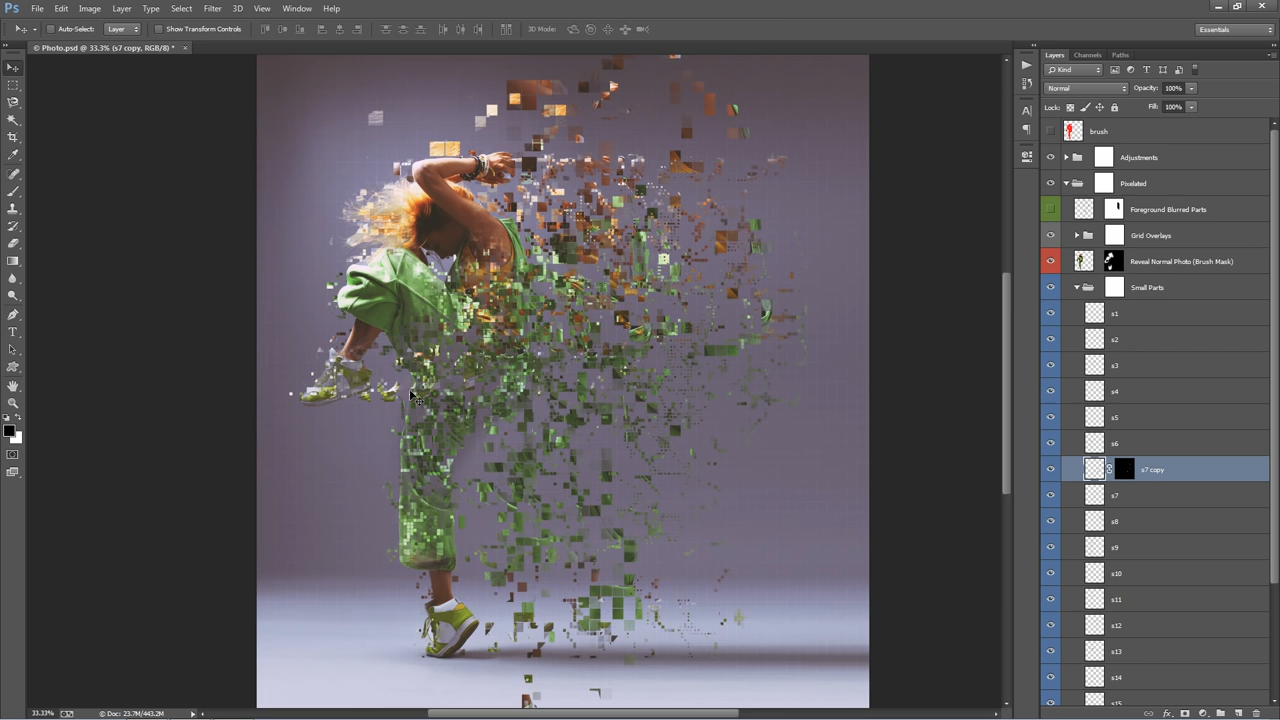 Ps File Edit Image Layer Type Select Filter 3D View Window Help
Auto-Select: Layer Show Transform Controls 3D Mode: Essentials
© Photo.psd @ 33.3% (s7 copy, RGB/8) * ×
Layers Channels Paths
Kind
Normal Opacity: 100%
Lock: Fill: 100%
brush
Adjustments
Pixelated
Foreground Blurred Parts
Grid Overlays
Reveal Normal Photo (Brush Mask)
Small Parts
s1
s2
s3
s4
s5
s6
s7 copy
s7
s8
s9
s10
s11
s12
s13
s14
s15
33.33% © Doc: 23.7M/443.2M